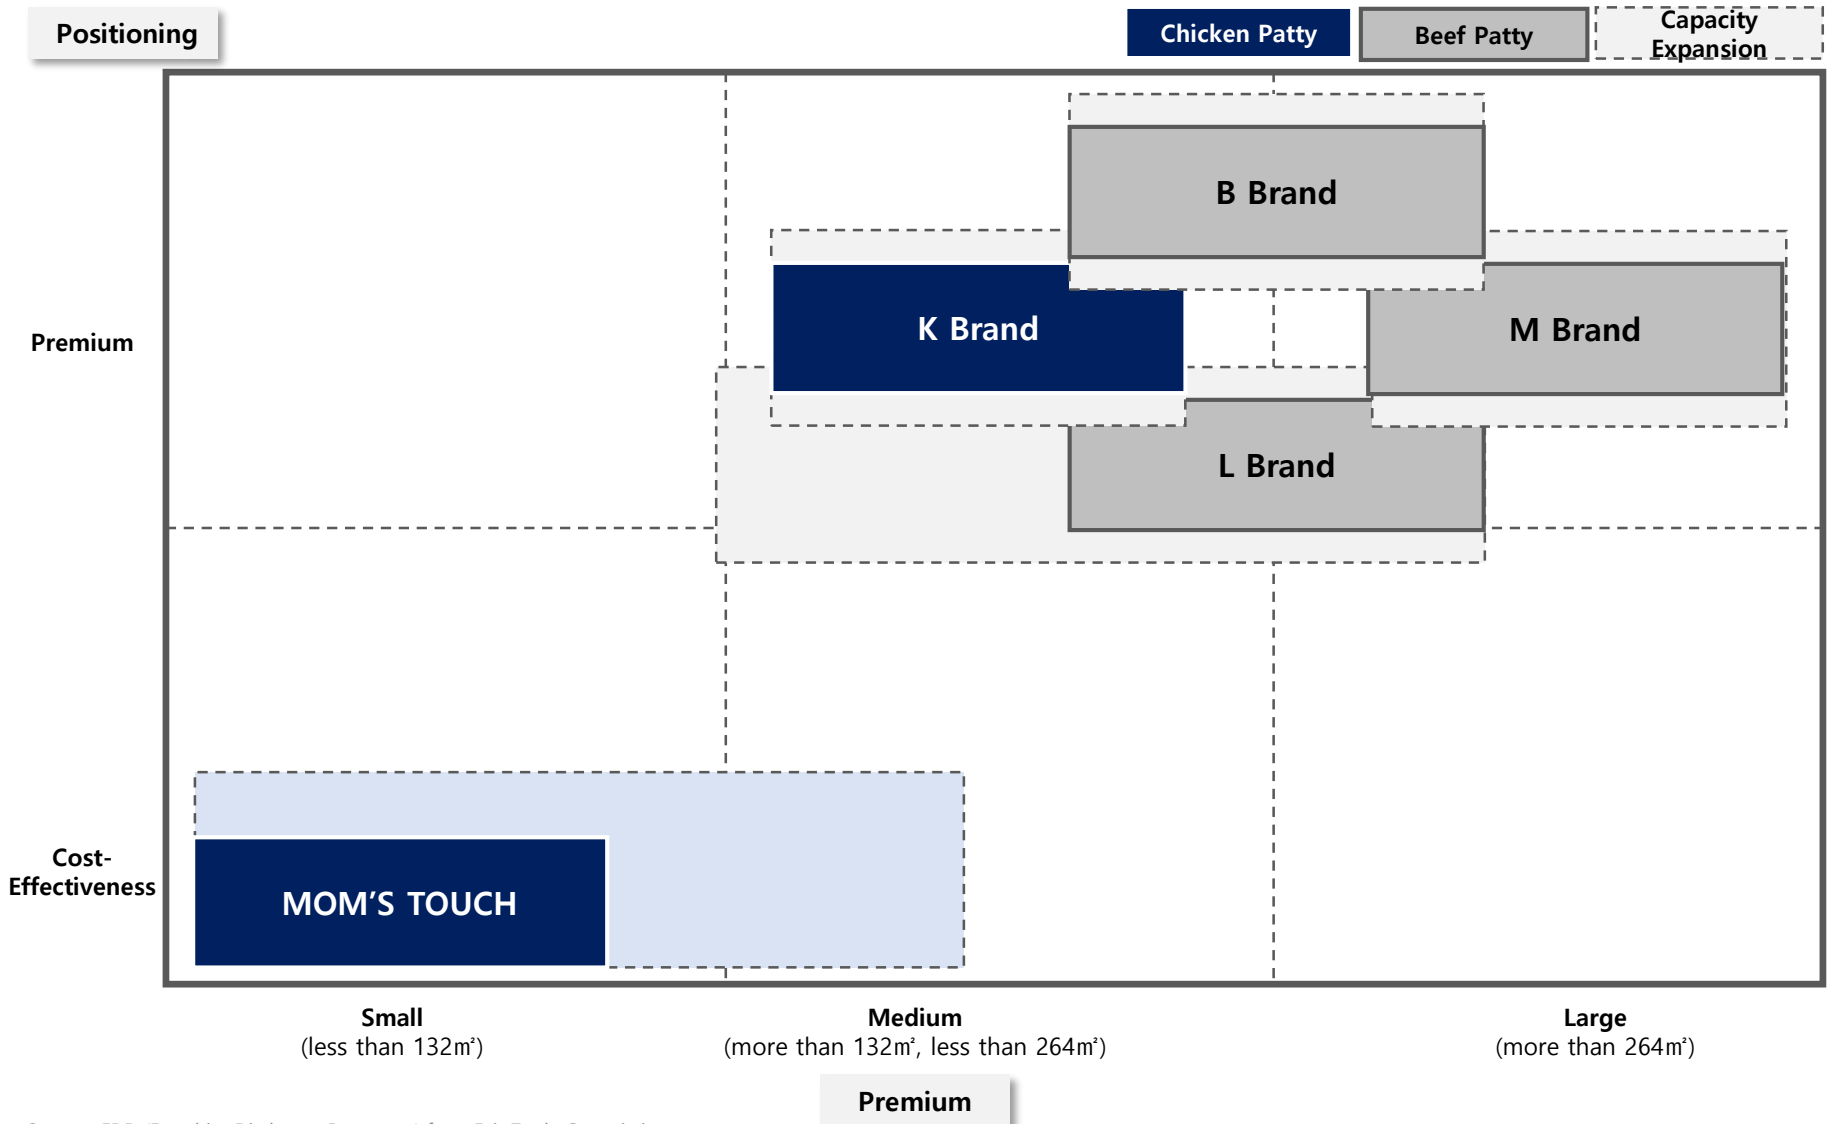 Positioning
Chicken Patty
Beef Patty
Capacity
Expansion
B Brand
K Brand
M Brand
Premium
L Brand
Cost-
Effectiveness
MOM'S TOUCH
Small
(less than 132㎡)
Medium
(more than 132㎡, less than 264㎡)
Large
(more than 264㎡)
Premium